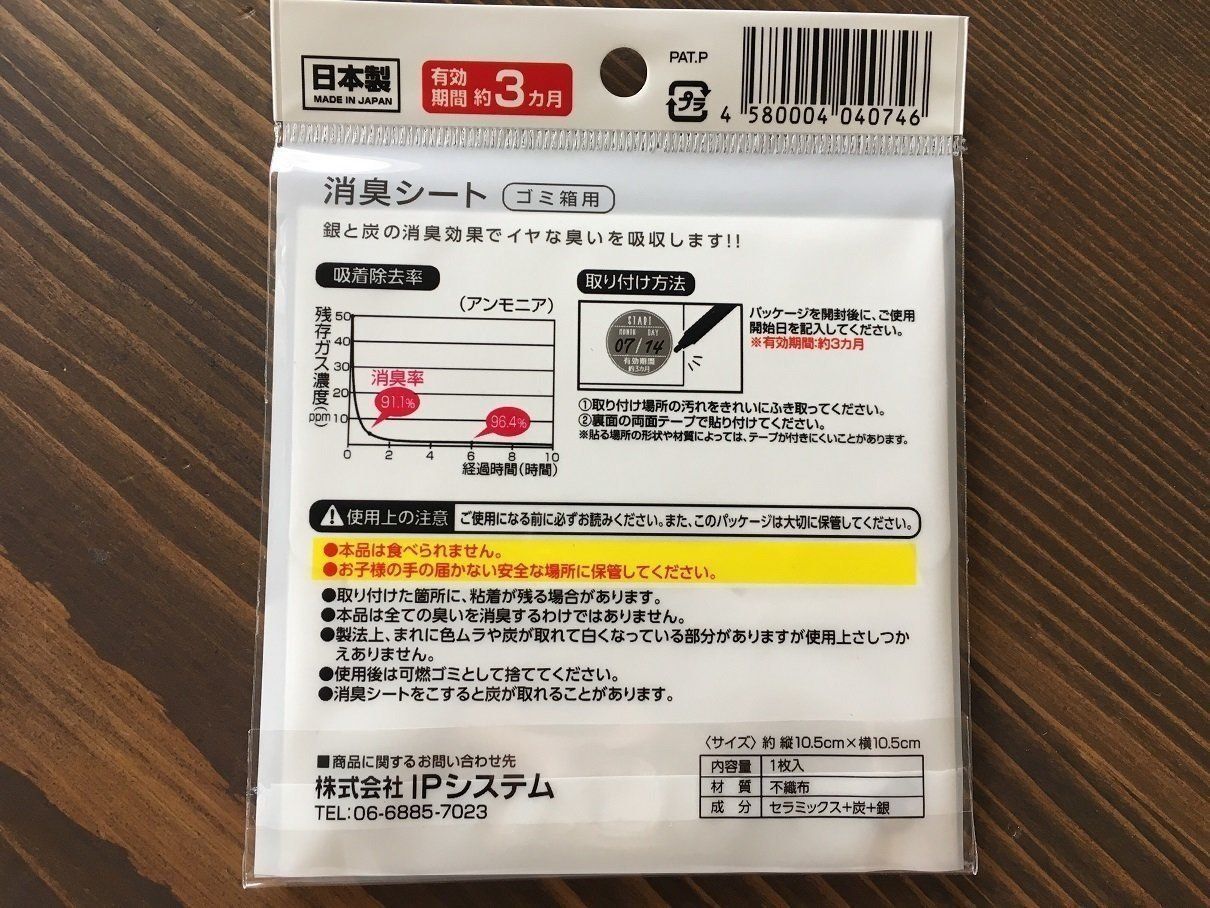 日本製
MADE IN JAPAN
有効
期間 約3カ月
PAT.P
プラ
4 580004 040746
消臭シート ゴミ箱用
銀と炭の消臭効果でイヤな臭いを吸収します!!
吸着除去率
(アンモニア)
残存ガス濃度(ppm)
50
40
30
20
10
消臭率
91.1%
96.4%
0 2 4 6 8 10
経過時間(時間)
取り付け方法
START
MONTH DAY
07/14
有効期間
約3カ月
パッケージを開封後に、ご使用
開始日を記入してください。
※有効期間:約3カ月
①取り付け場所の汚れをきれいにふき取ってください。
②裏面の両面テープで貼り付けてください。
※貼る場所の形状や材質によっては、テープが付きにくいことがあります。
使用上の注意 ご使用になる前に必ずお読みください。また、このパッケージは大切に保管してください。
●本品は食べられません。
●お子様の手の届かない安全な場所に保管してください。
●取り付けた箇所に、粘着が残る場合があります。
●本品は全ての臭いを消臭するわけではありません。
●製法上、まれに色ムラや炭が取れて白くなっている部分がありますが使用上さしつか
えありません。
●使用後は可燃ゴミとして捨ててください。
●消臭シートをこすると炭が取れることがあります。
■商品に関するお問い合わせ先
株式会社 IPシステム
TEL:06-6885-7023
〈サイズ〉約 縦10.5cm×横10.5cm
内容量 1枚入
材 質 不織布
成 分 セラミックス+炭+銀